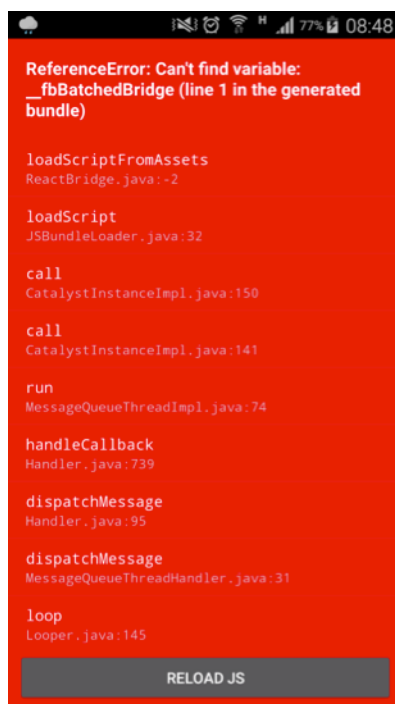 H 77% 08:48
ReferenceError: Can't find variable:
__fbBatchedBridge (line 1 in the generated
bundle)
loadScriptFromAssets
ReactBridge.java:-2
loadScript
JSBundleLoader.java:32
call
CatalystInstanceImpl.java:150
call
CatalystInstanceImpl.java:141
run
MessageQueueThreadImpl.java:74
handleCallback
Handler.java:739
dispatchMessage
Handler.java:95
dispatchMessage
MessageQueueThreadHandler.java:31
loop
Looper.java:145
RELOAD JS